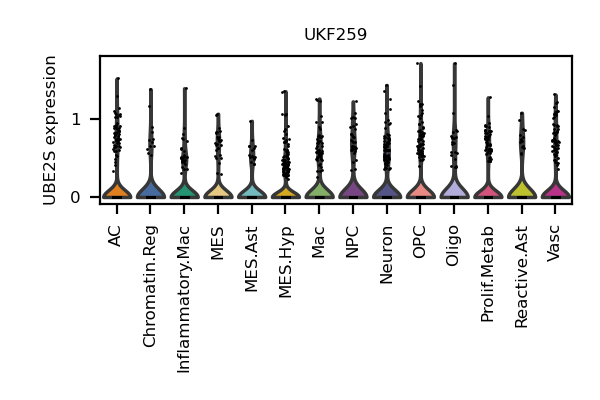 UKF259
UBE2S expression
1
0
AC
Chromatin.Reg
Inflammatory.Mac
MES
MES.Ast
MES.Hyp
Mac
NPC
Neuron
OPC
Oligo
Prolif.Metab
Reactive.Ast
Vasc